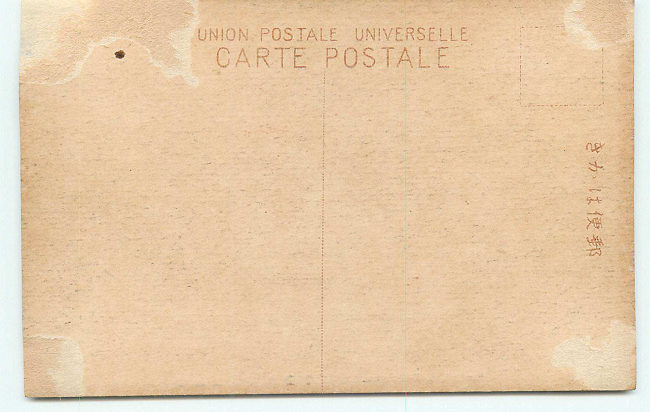 UNION POSTALE UNIVERSELLE
CARTE POSTALE
きかは便郵